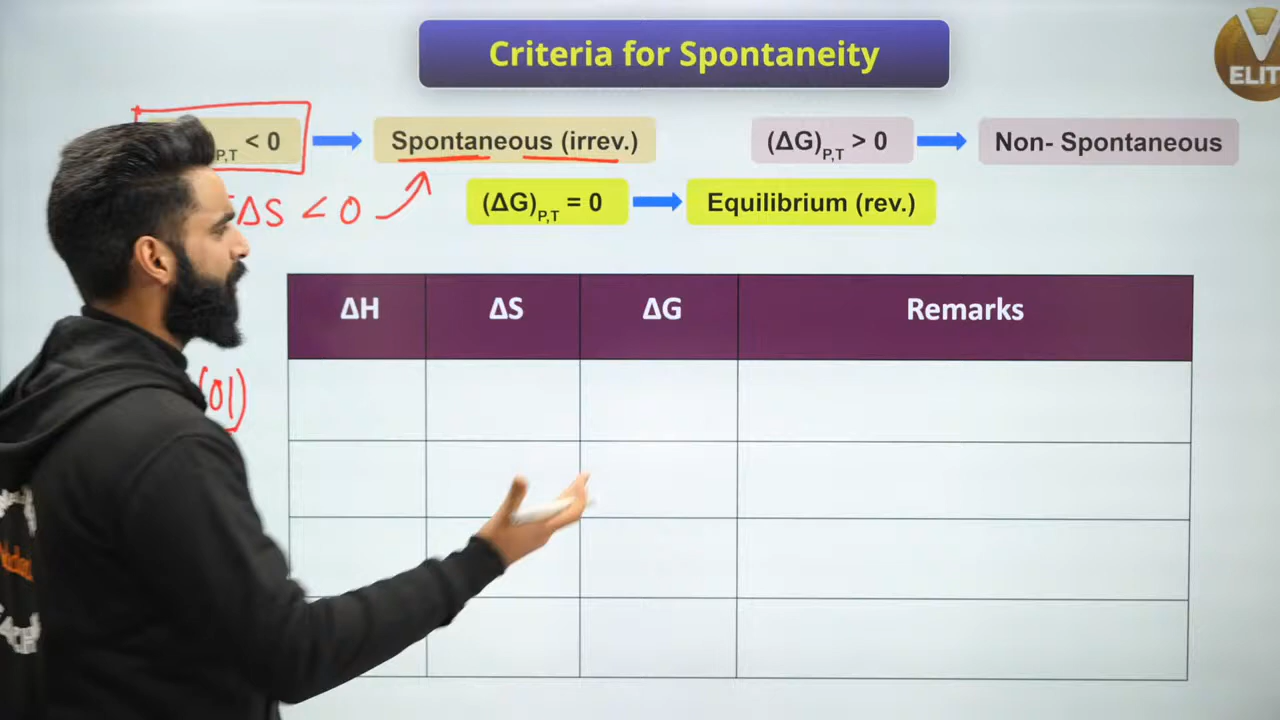 Criteria for Spontaneity
V
ELIT
P,T < 0
Spontaneous (irrev.)
(ΔG)P,T > 0
Non- Spontaneous
ΔS < 0
(ΔG)P,T = 0
Equilibrium (rev.)
ΔH ΔS ΔG Remarks
(01)